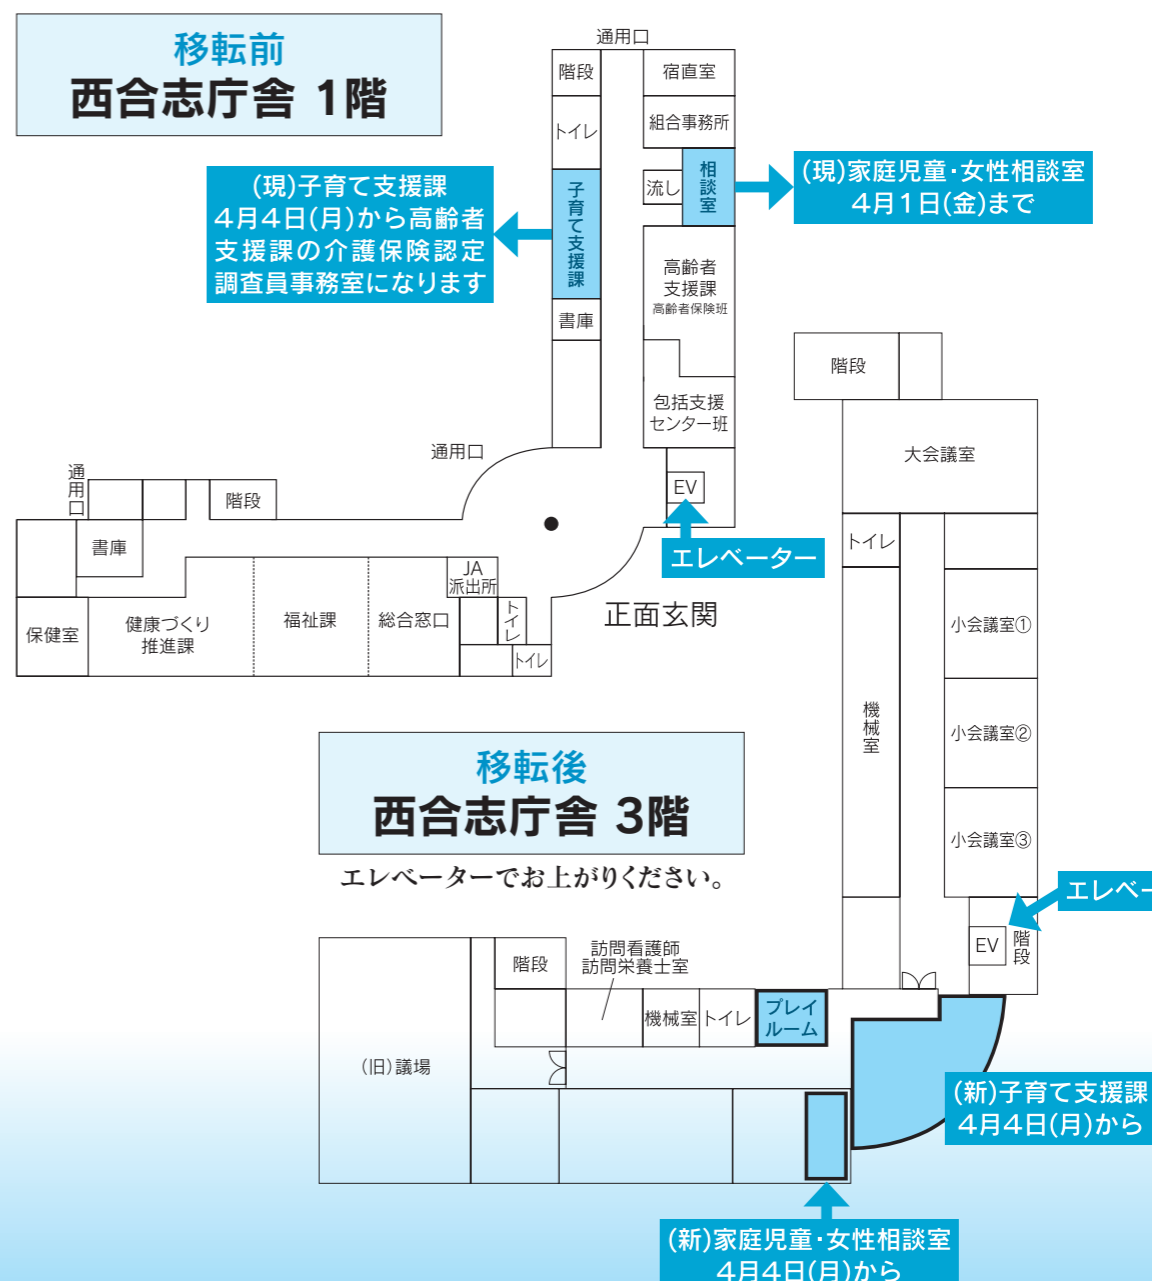 移転前
西合志庁舎 1階
通用口
階段
宿直室
トイレ
組合事務所
流し
相談室
(現)家庭児童・女性相談室
4月1日(金)まで
(現)子育て支援課
4月4日(月)から高齢者
支援課の介護保険認定
調査員事務室になります
子育て支援課
書庫
高齢者
支援課
高齢者保険班
包括支援
センター班
通用口
EV
エレベーター
通用口
階段
書庫
保健室
健康づくり
推進課
福祉課
総合窓口
JA
派出所
トイレ
トイレ
正面玄関
移転後
西合志庁舎 3階
エレベーターでお上がりください。
階段
大会議室
トイレ
小会議室①
機械室
小会議室②
小会議室③
エレベー
EV
階段
階段
訪問看護師
訪問栄養士室
機械室
トイレ
プレイ
ルーム
(旧)議場
(新)子育て支援課
4月4日(月)から
(新)家庭児童・女性相談室
4月4日(月)から